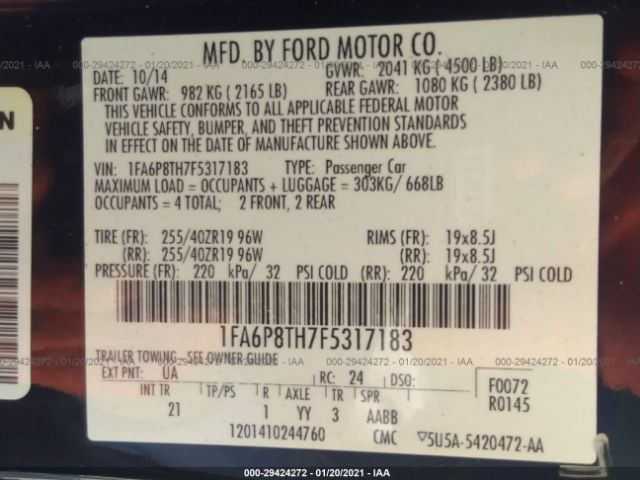 MFD. BY FORD MOTOR CO.
000-29424272 - 01/20/2021 - IAA
DATE: 10/14 GVWR: 2041 KG ( 4500 LB)
FRONT GAWR: 982 KG ( 2165 LB) REAR GAWR: 1080 KG ( 2380 LB)
THIS VEHICLE CONFORMS TO ALL APPLICABLE FEDERAL MOTOR
VEHICLE SAFETY, BUMPER, AND THEFT PREVENTION STANDARDS
IN EFFECT ON THE DATE OF MANUFACTURE SHOWN ABOVE.
N
VIN: 1FA6P8TH7F5317183 TYPE: Passenger Car
MAXIMUM LOAD = OCCUPANTS + LUGGAGE = 303KG/ 668LB
OCCUPANTS = 4 TOTAL; 2 FRONT, 2 REAR
TIRE (FR): 255/40ZR19 96W RIMS (FR): 19x8.5J
(RR): 255/40ZR19 96W (RR): 19x8.5J
PRESSURE (FR): 220 kPa/ 32 PSI COLD (RR): 220 kPa/ 32 PSI COLD
1FA6P8TH7F5317183
TRAILER TOWING - SEE OWNER GUIDE
EXT PNT: UA RC: 24 DSO: F0072
INT TR TP/PS R AXLE TR SPR R0145
21 1 YY 3 AABB
1201410244760 CMC ▽5U5A-5420472-AA
000-29424272 - 01/20/2021 - IAA